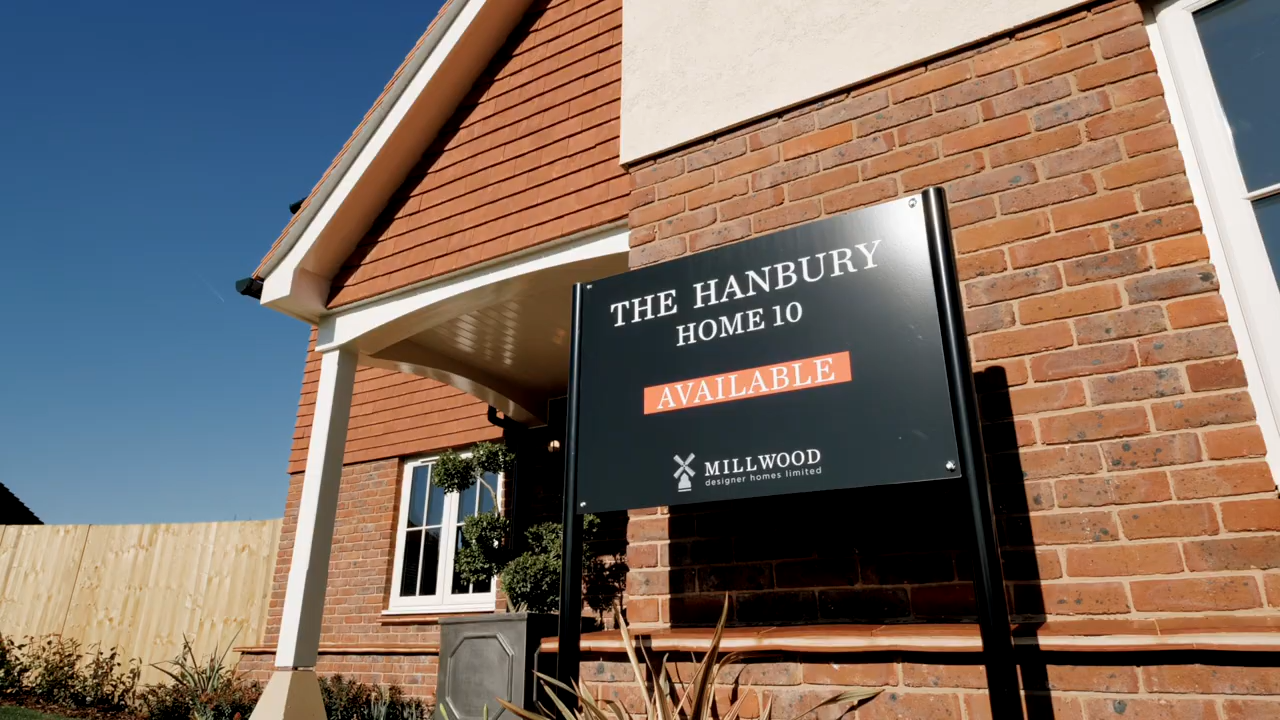 THE HANBURY
HOME 10
AVAILABLE
MILLWOOD
designer homes limited